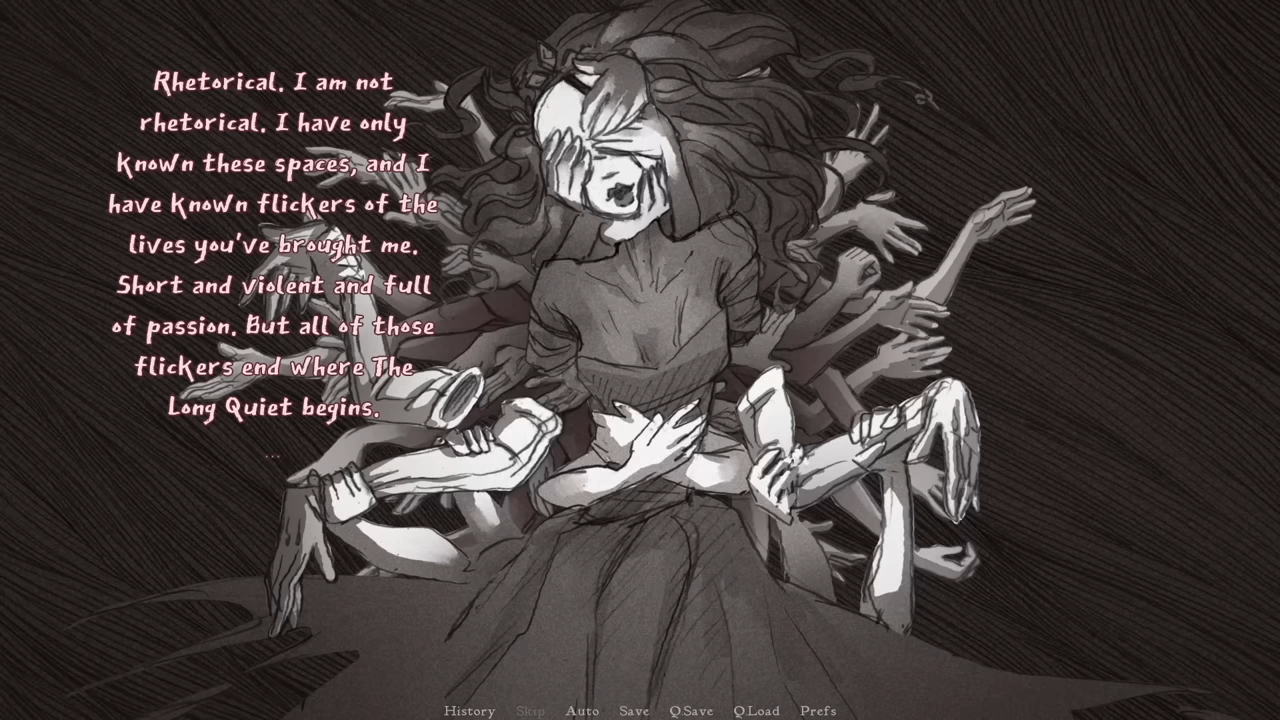 Rhetorical. I am not
rhetorical. I have only
known these spaces, and I
have known flickers of the
lives you've brought me.
Short and violent and full
of passion. But all of those
flickers end where The
Long Quiet begins.
...
History Skip Auto Save Q.Save Q.Load Prefs